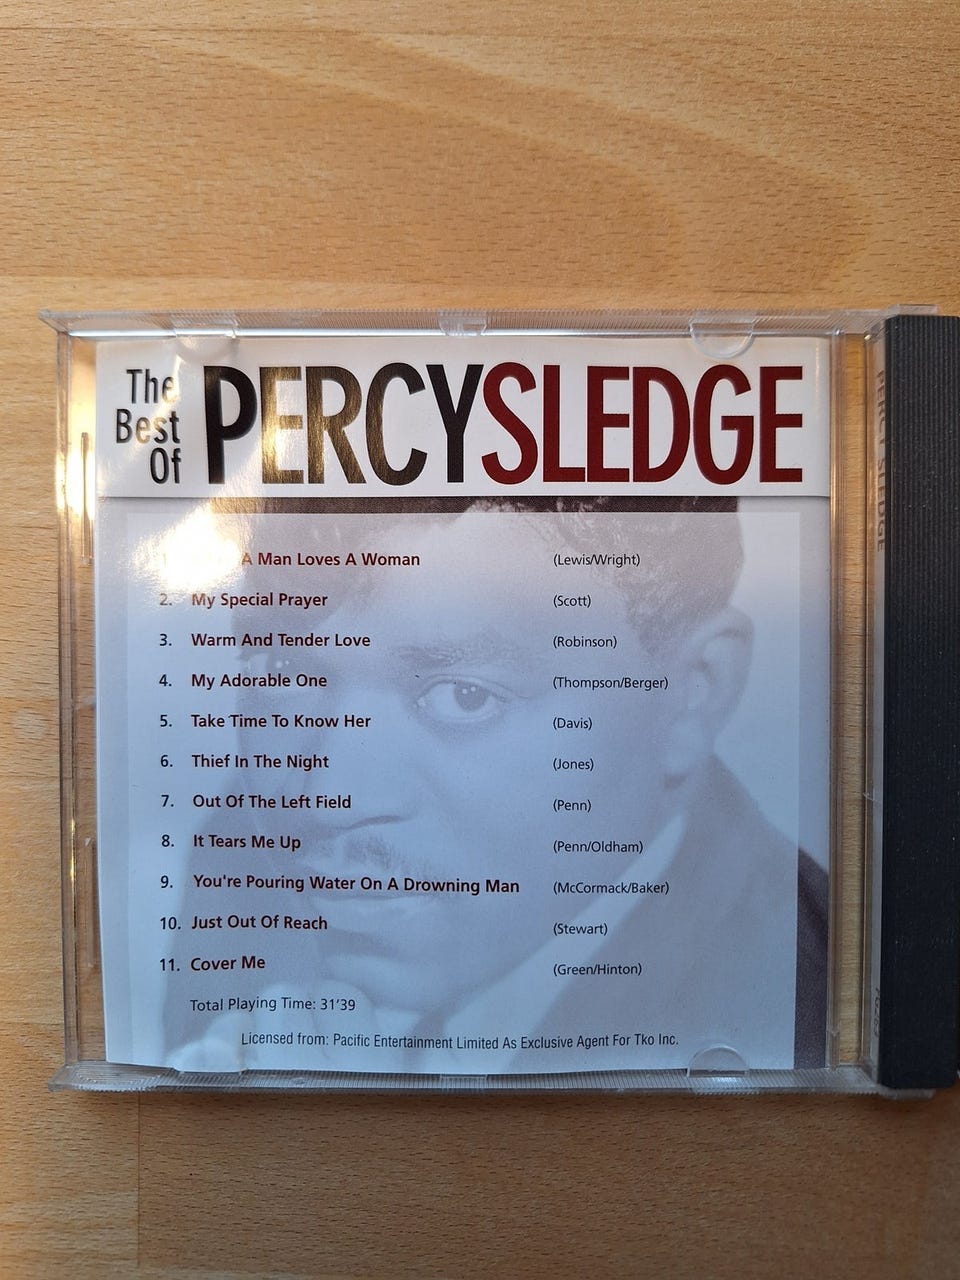 The
Best
Of
PERCYSLEDGE
A Man Loves A Woman (Lewis/Wright)
2. My Special Prayer (Scott)
3. Warm And Tender Love (Robinson)
4. My Adorable One (Thompson/Berger)
5. Take Time To Know Her (Davis)
6. Thief In The Night (Jones)
7. Out Of The Left Field (Penn)
8. It Tears Me Up (Penn/Oldham)
9. You're Pouring Water On A Drowning Man (McCormack/Baker)
10. Just Out Of Reach (Stewart)
11. Cover Me (Green/Hinton)
Total Playing Time: 31'39
Licensed from: Pacific Entertainment Limited As Exclusive Agent For Tko Inc.
PERCY SLEDGE